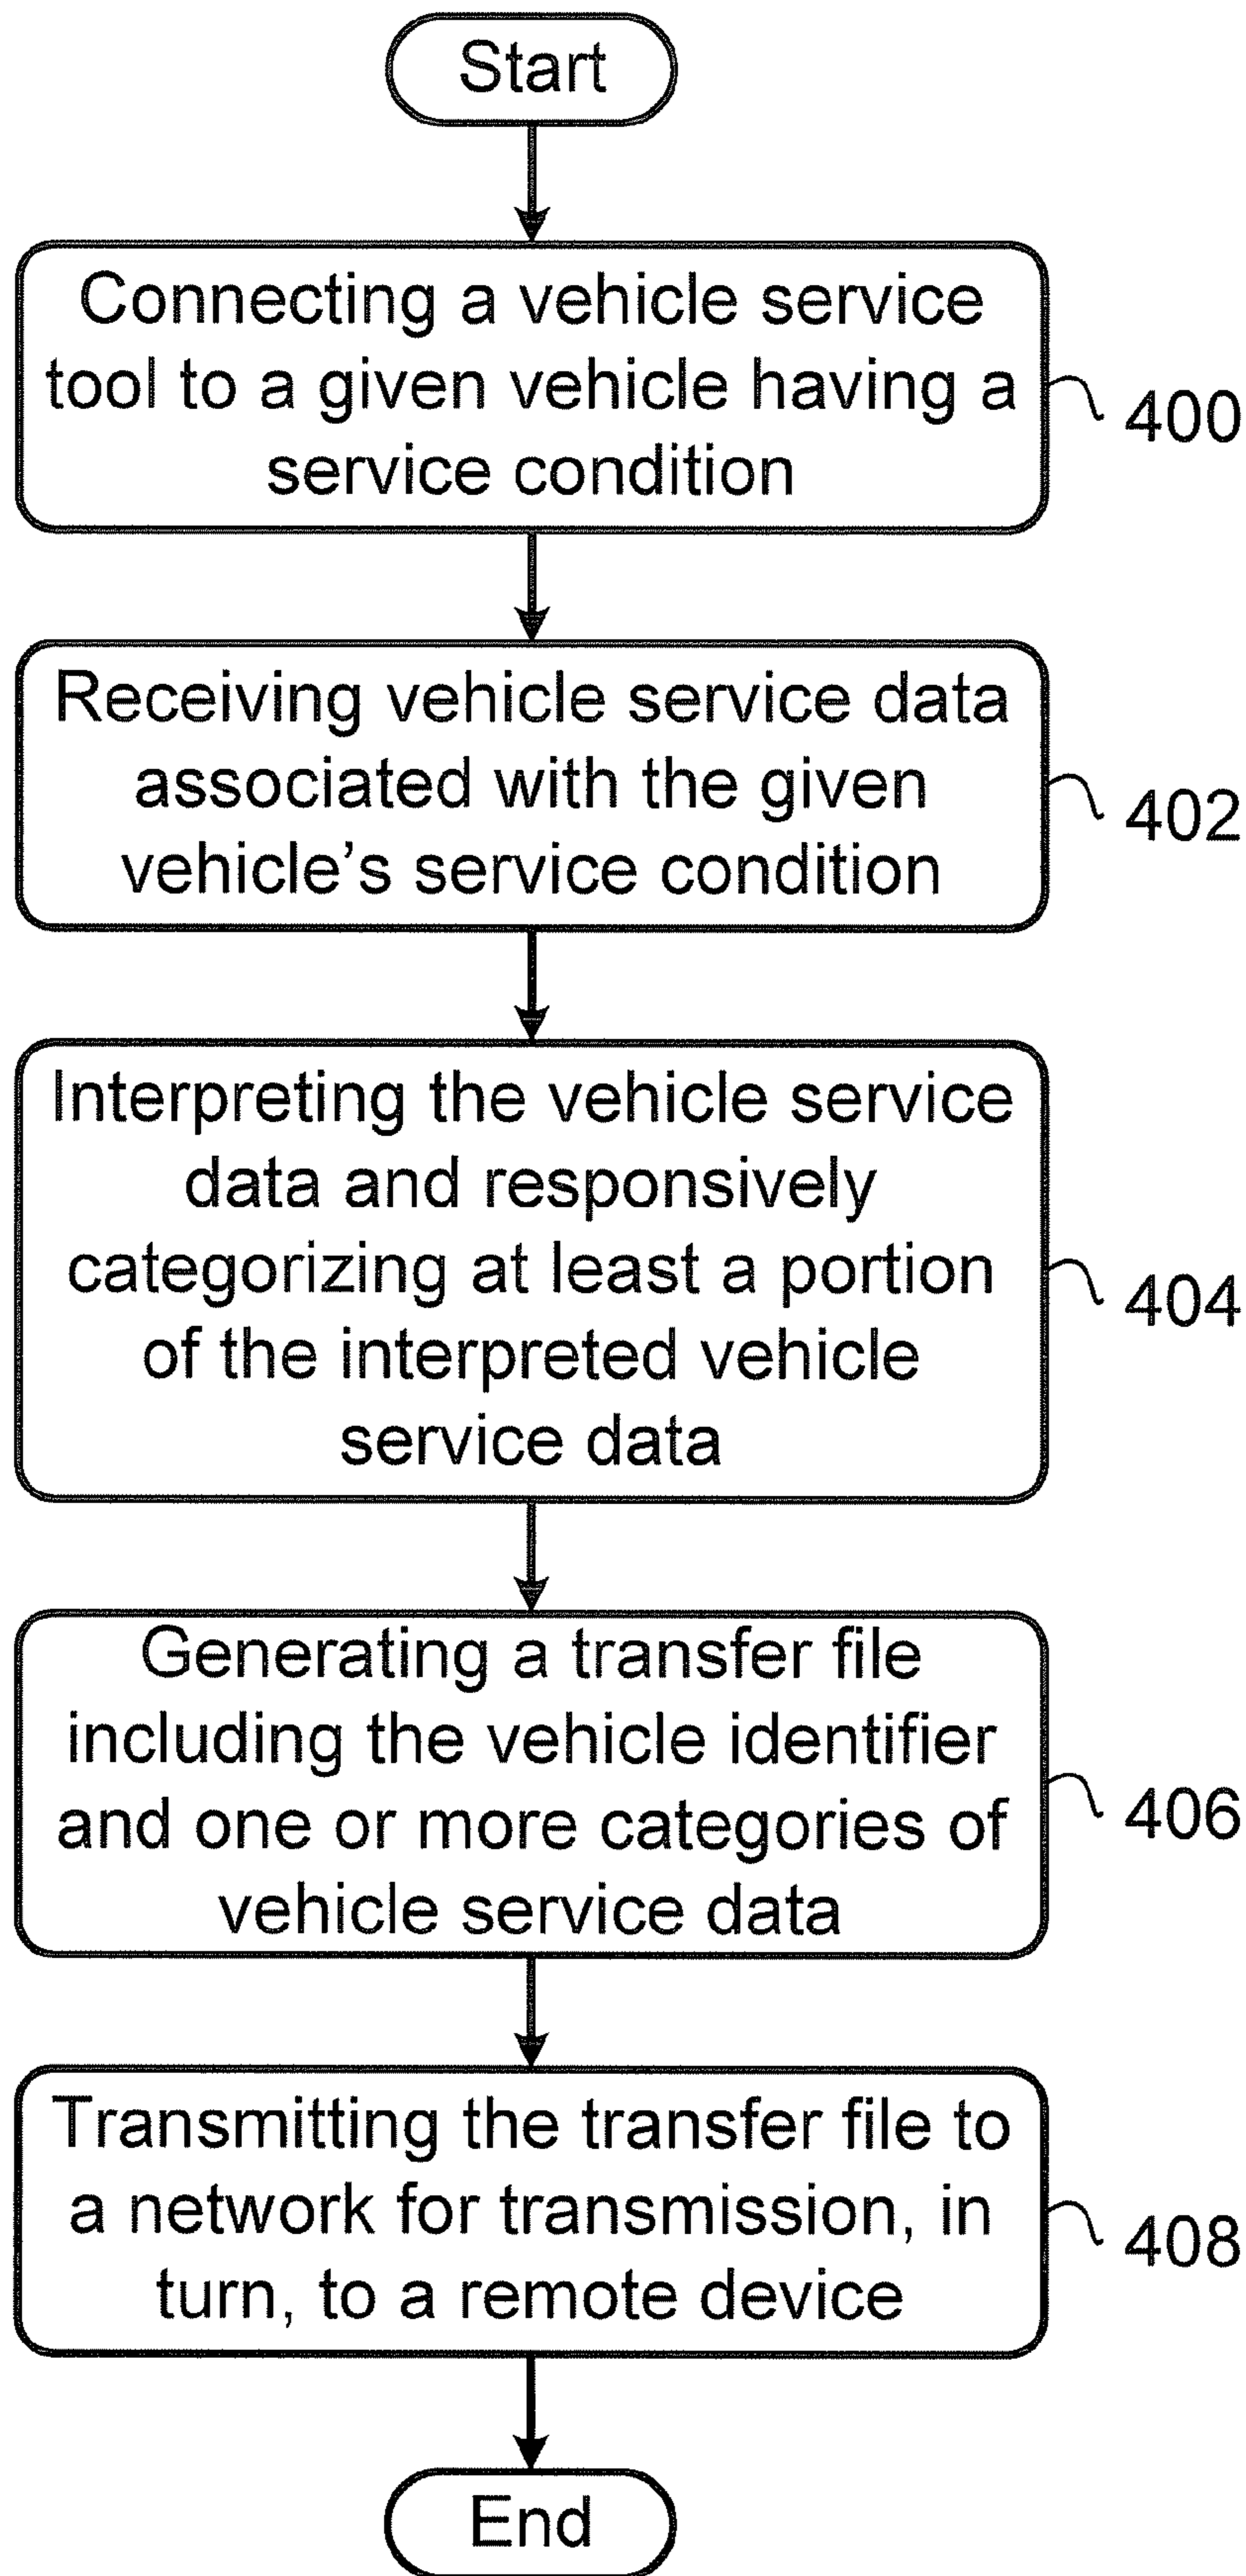 Start
Connecting a vehicle service
tool to a given vehicle having a
service condition
400
Receiving vehicle service data
associated with the given
vehicle's service condition
402
Interpreting the vehicle service
data and responsively
categorizing at least a portion
of the interpreted vehicle
service data
404
Generating a transfer file
including the vehicle identifier
and one or more categories of
vehicle service data
406
Transmitting the transfer file to
a network for transmission, in
turn, to a remote device
408
End